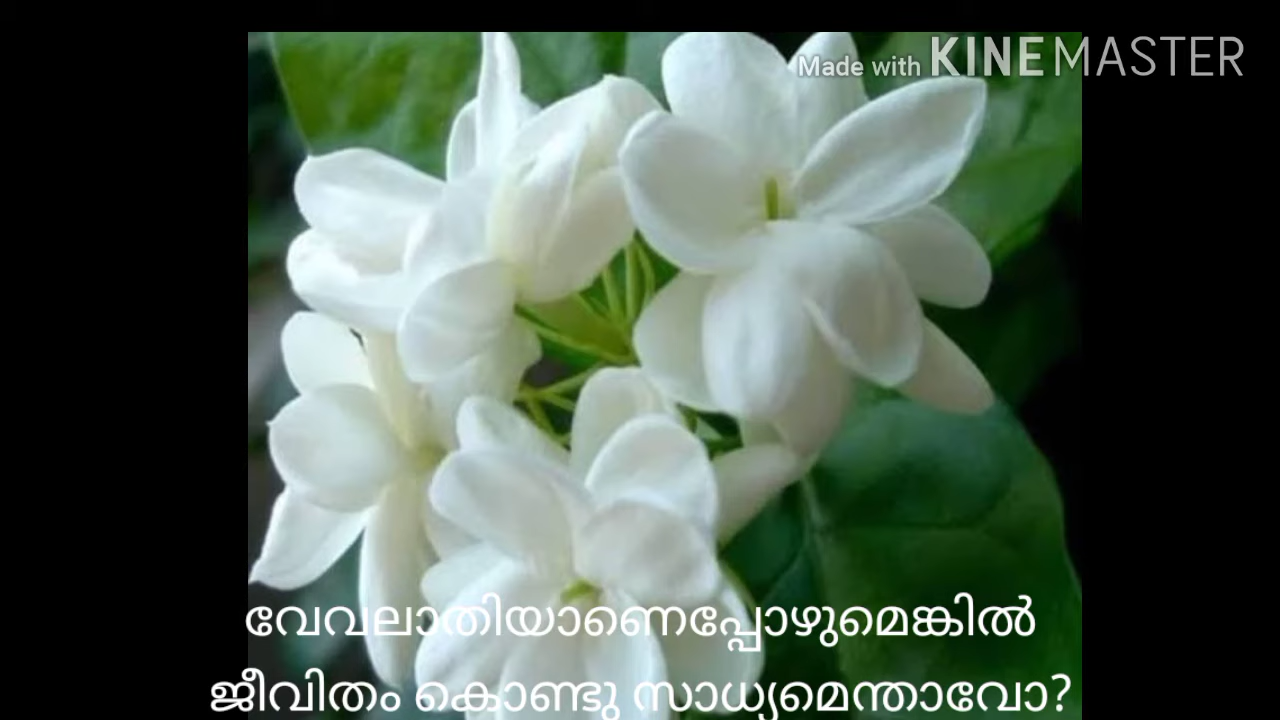 Made with KINEMASTER
വേവലാതിയാണെപ്പോഴുമെങ്കിൽ
ജീവിതം കൊണ്ടു സാധ്യമെന്താവോ?